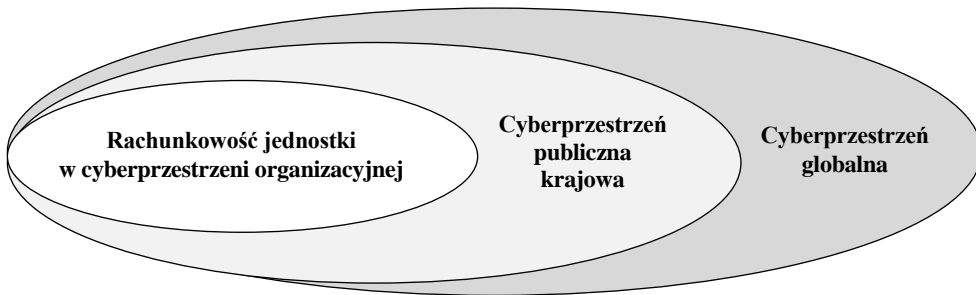 Rachunkowość jednostki
w cyberprzestrzeni organizacyjnej
Cyberprzestrzeń
publiczna
krajowa
Cyberprzestrzeń
globalna